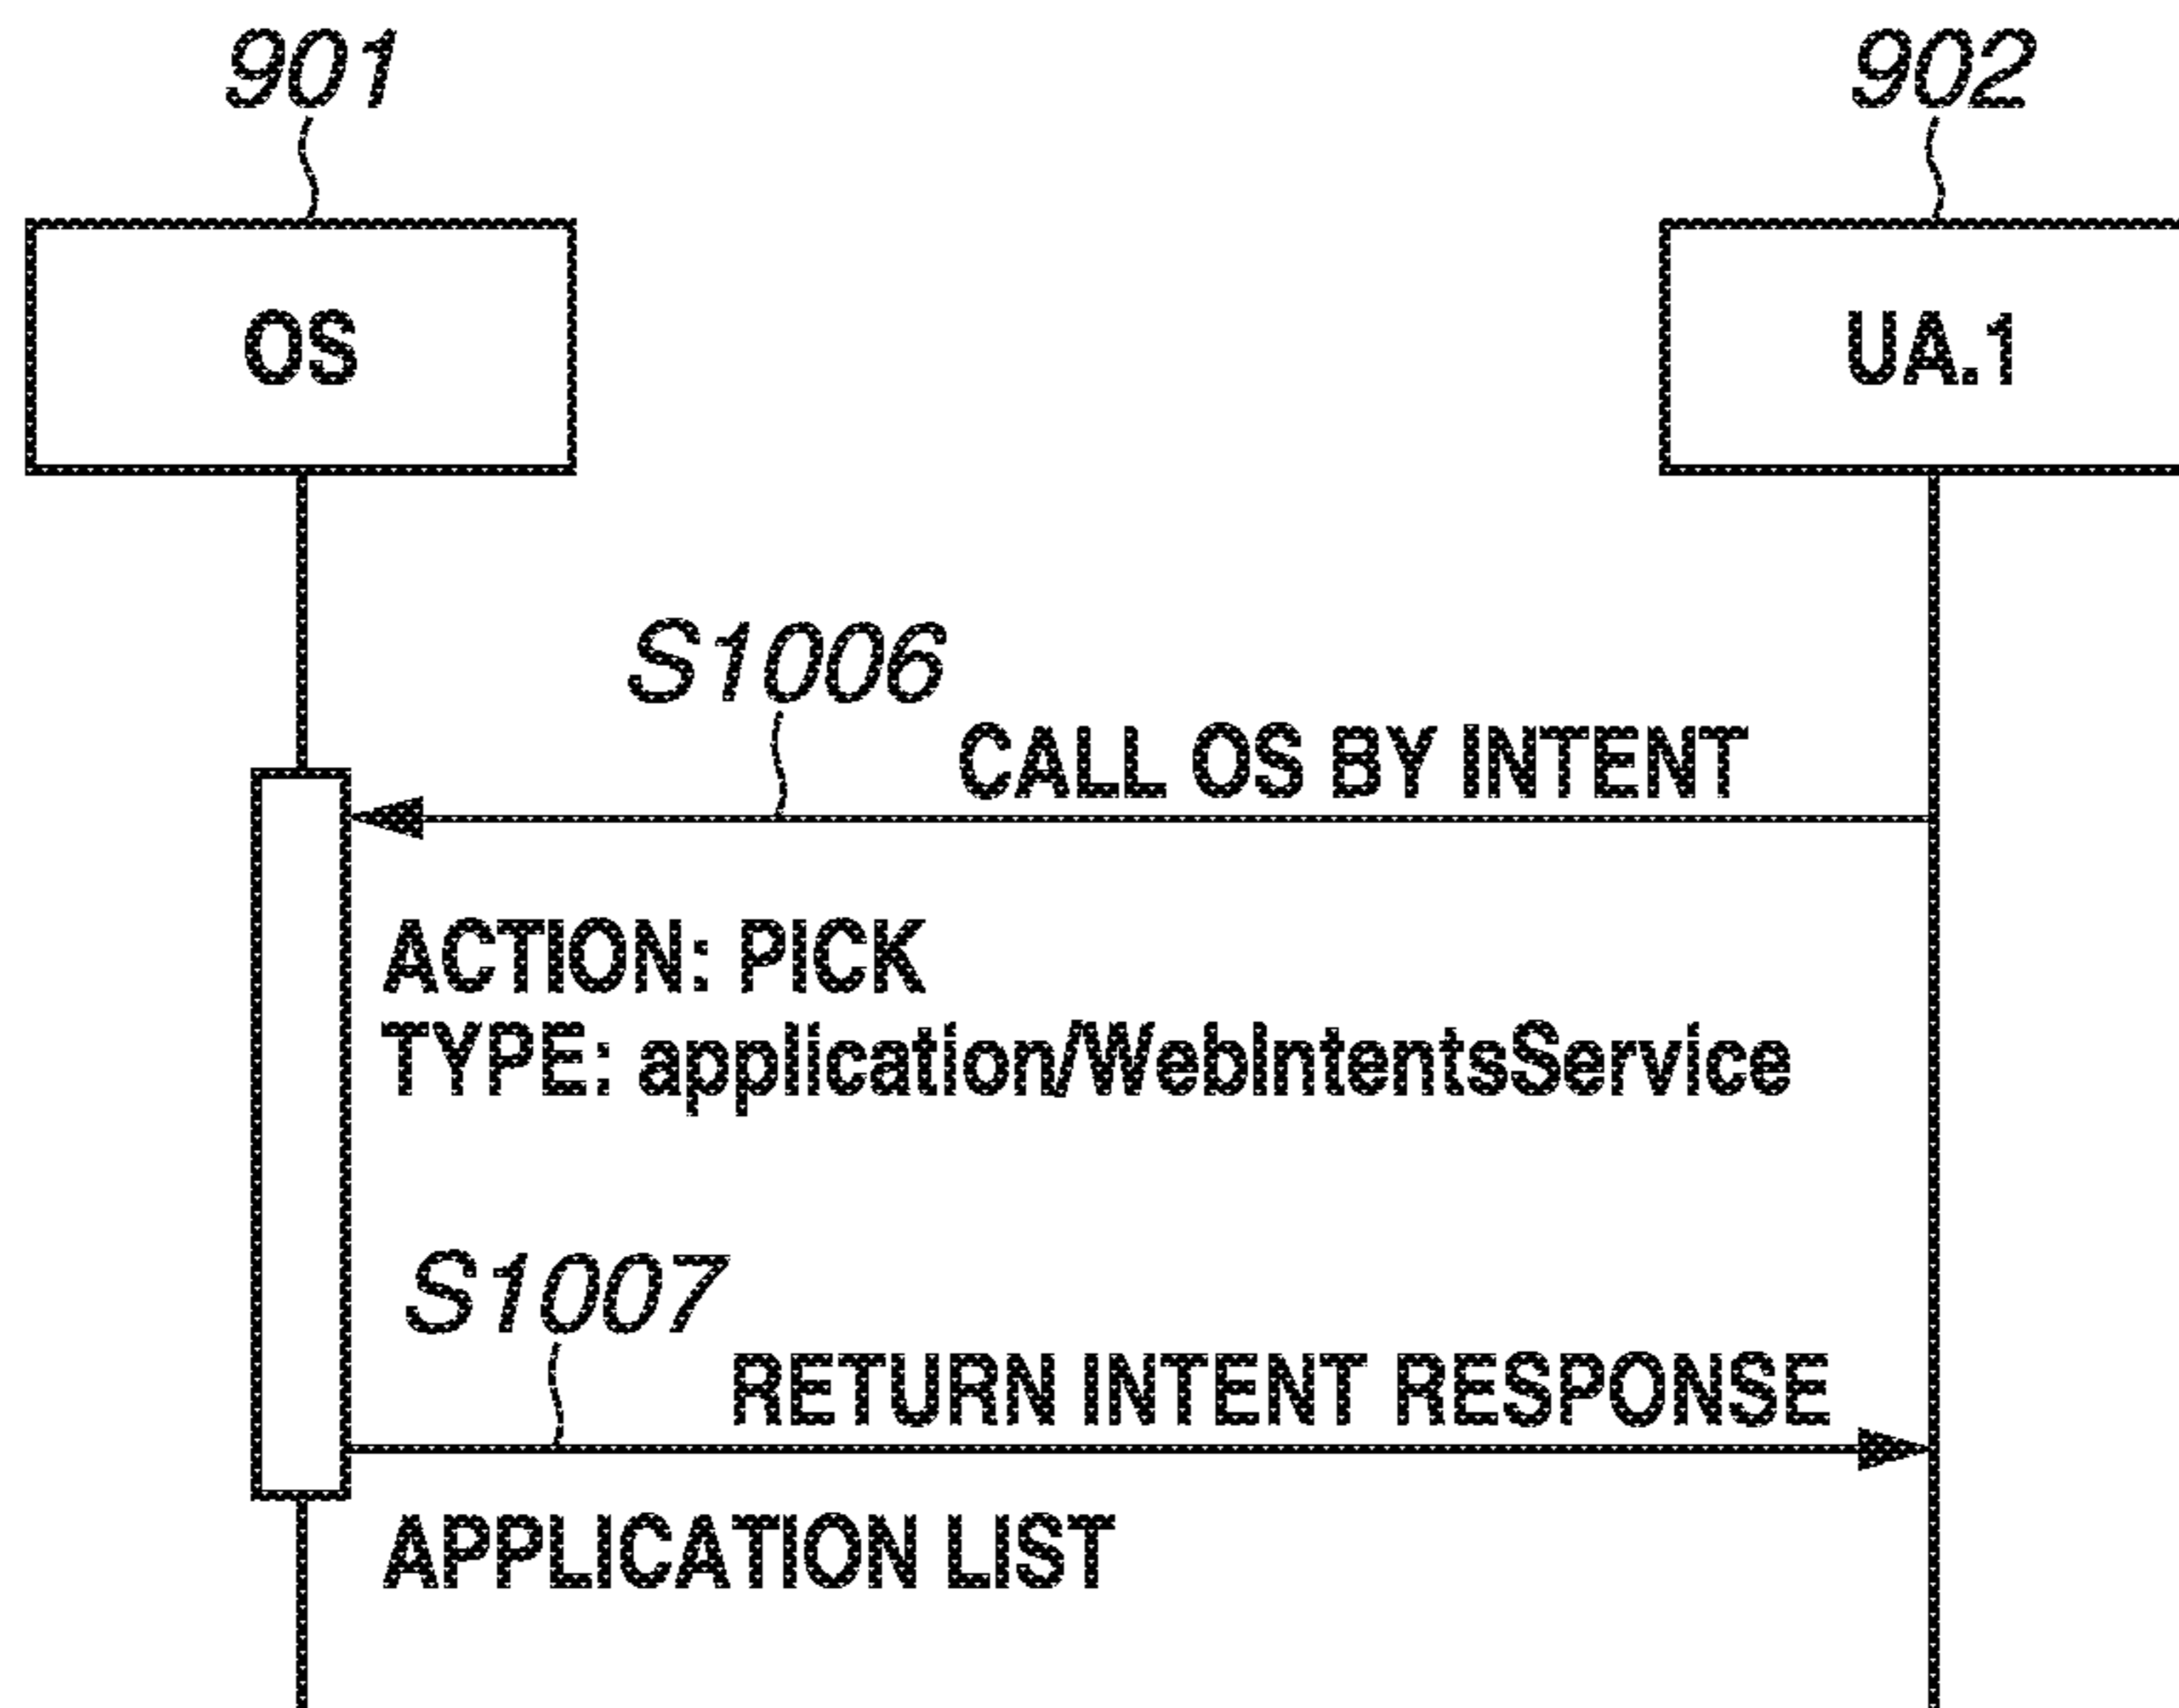 901
902
OS
UA.1
S1006
CALL OS BY INTENT
ACTION: PICK
TYPE: application/WebIntentsService
S1007
RETURN INTENT RESPONSE
APPLICATION LIST